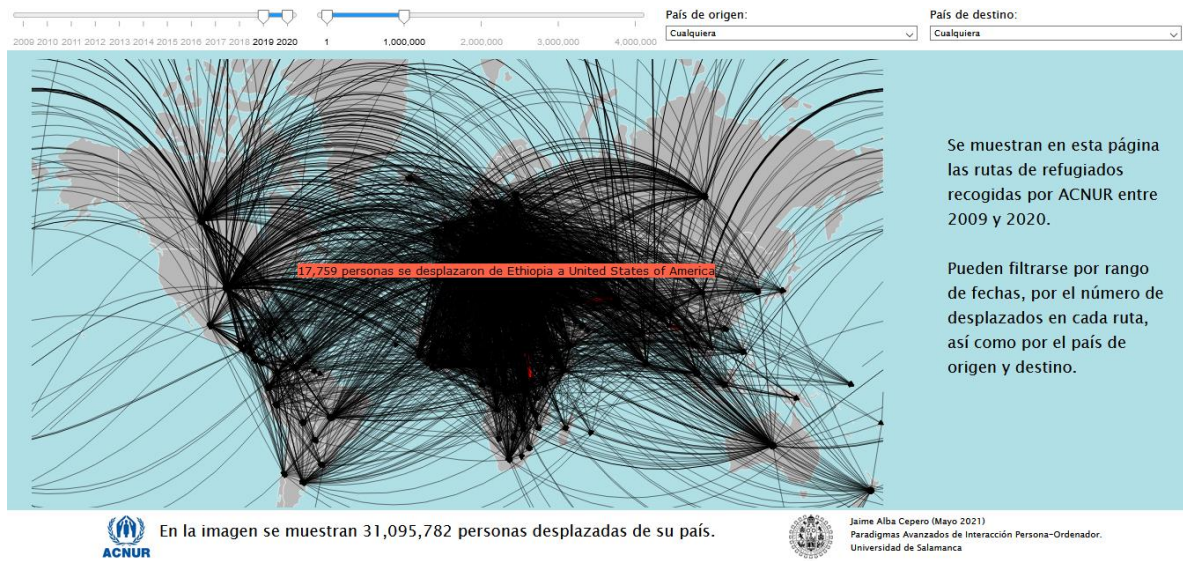 País de origen:
País de destino:
Cualquiera
Cualquiera
2009 2010 2011 2012 2013 2014 2015 2016 2017 2018 2019 2020
1 1,000,000 2,000,000 3,000,000 4,000,000
17,759 personas se desplazaron de Ethiopia a United States of America
Se muestran en esta página
las rutas de refugiados
recogidas por ACNUR entre
2009 y 2020.
Pueden filtrarse por rango
de fechas, por el número de
desplazados en cada ruta,
así como por el país de
origen y destino.
ACNUR
En la imagen se muestran 31,095,782 personas desplazadas de su país.
Jaime Alba Cepero (Mayo 2021)
Paradigmas Avanzados de Interacción Persona-Ordenador.
Universidad de Salamanca